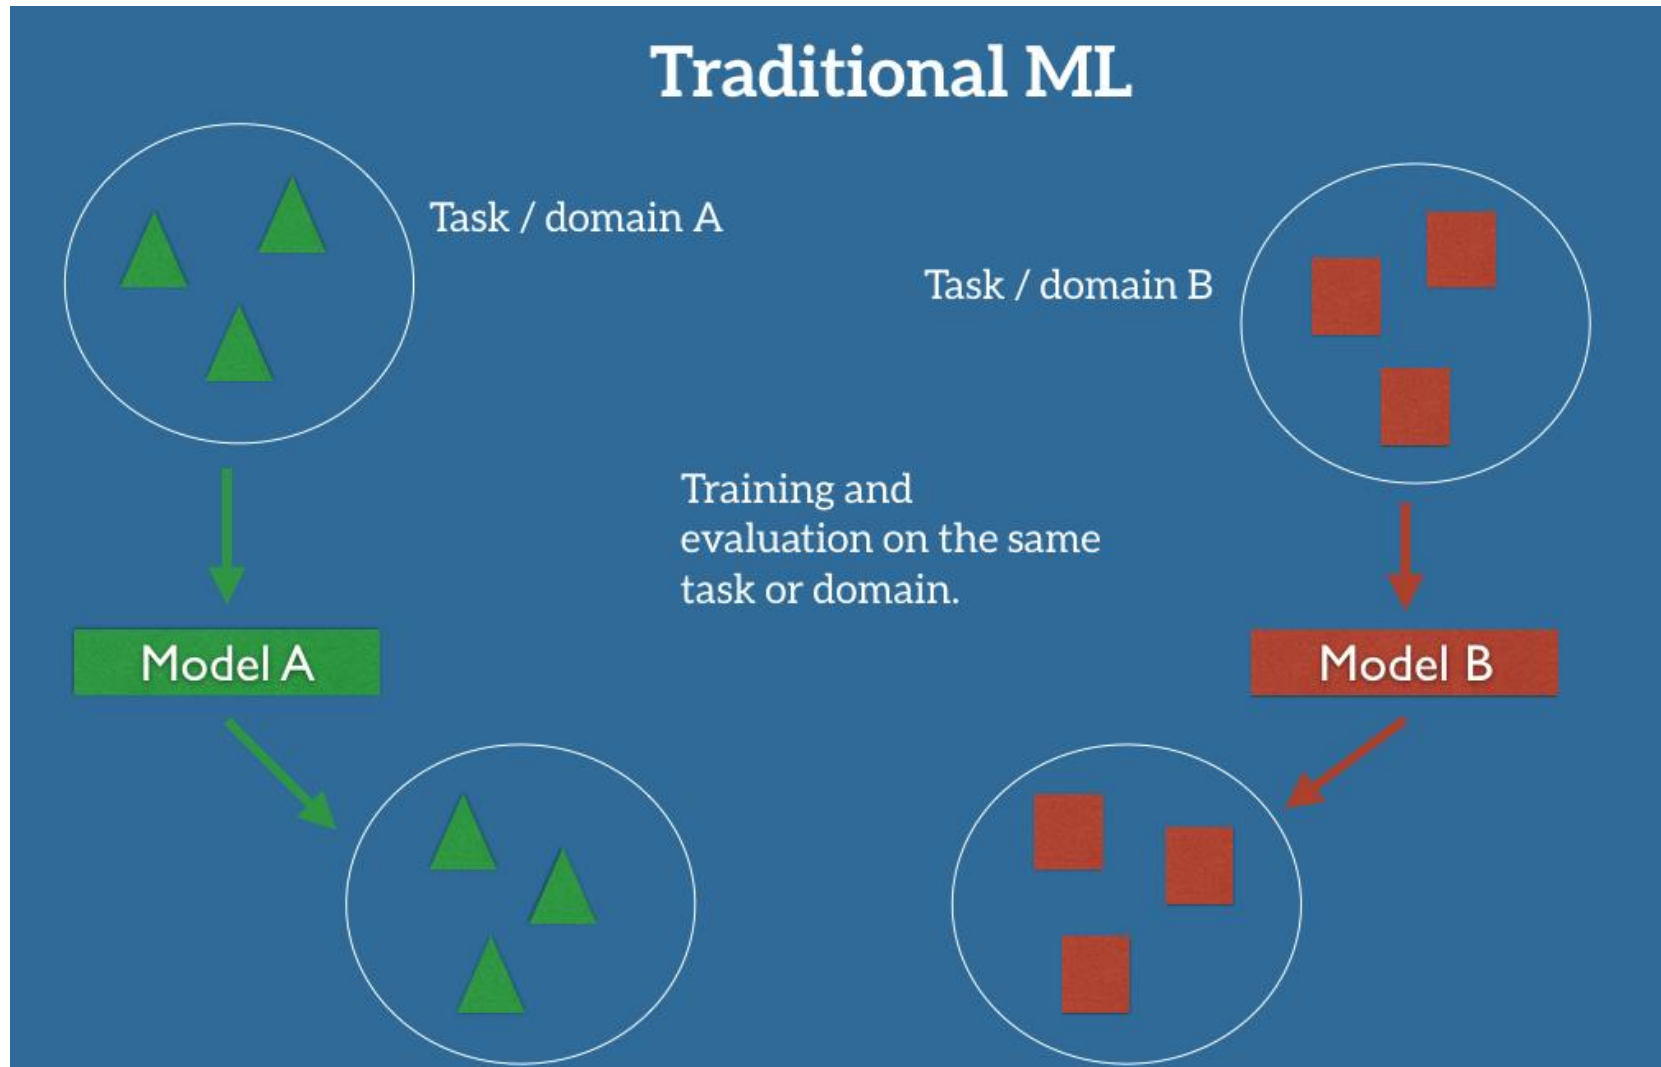 Traditional ML
Task / domain A
Task / domain B
Training and
evaluation on the same
task or domain.
Model A
Model B